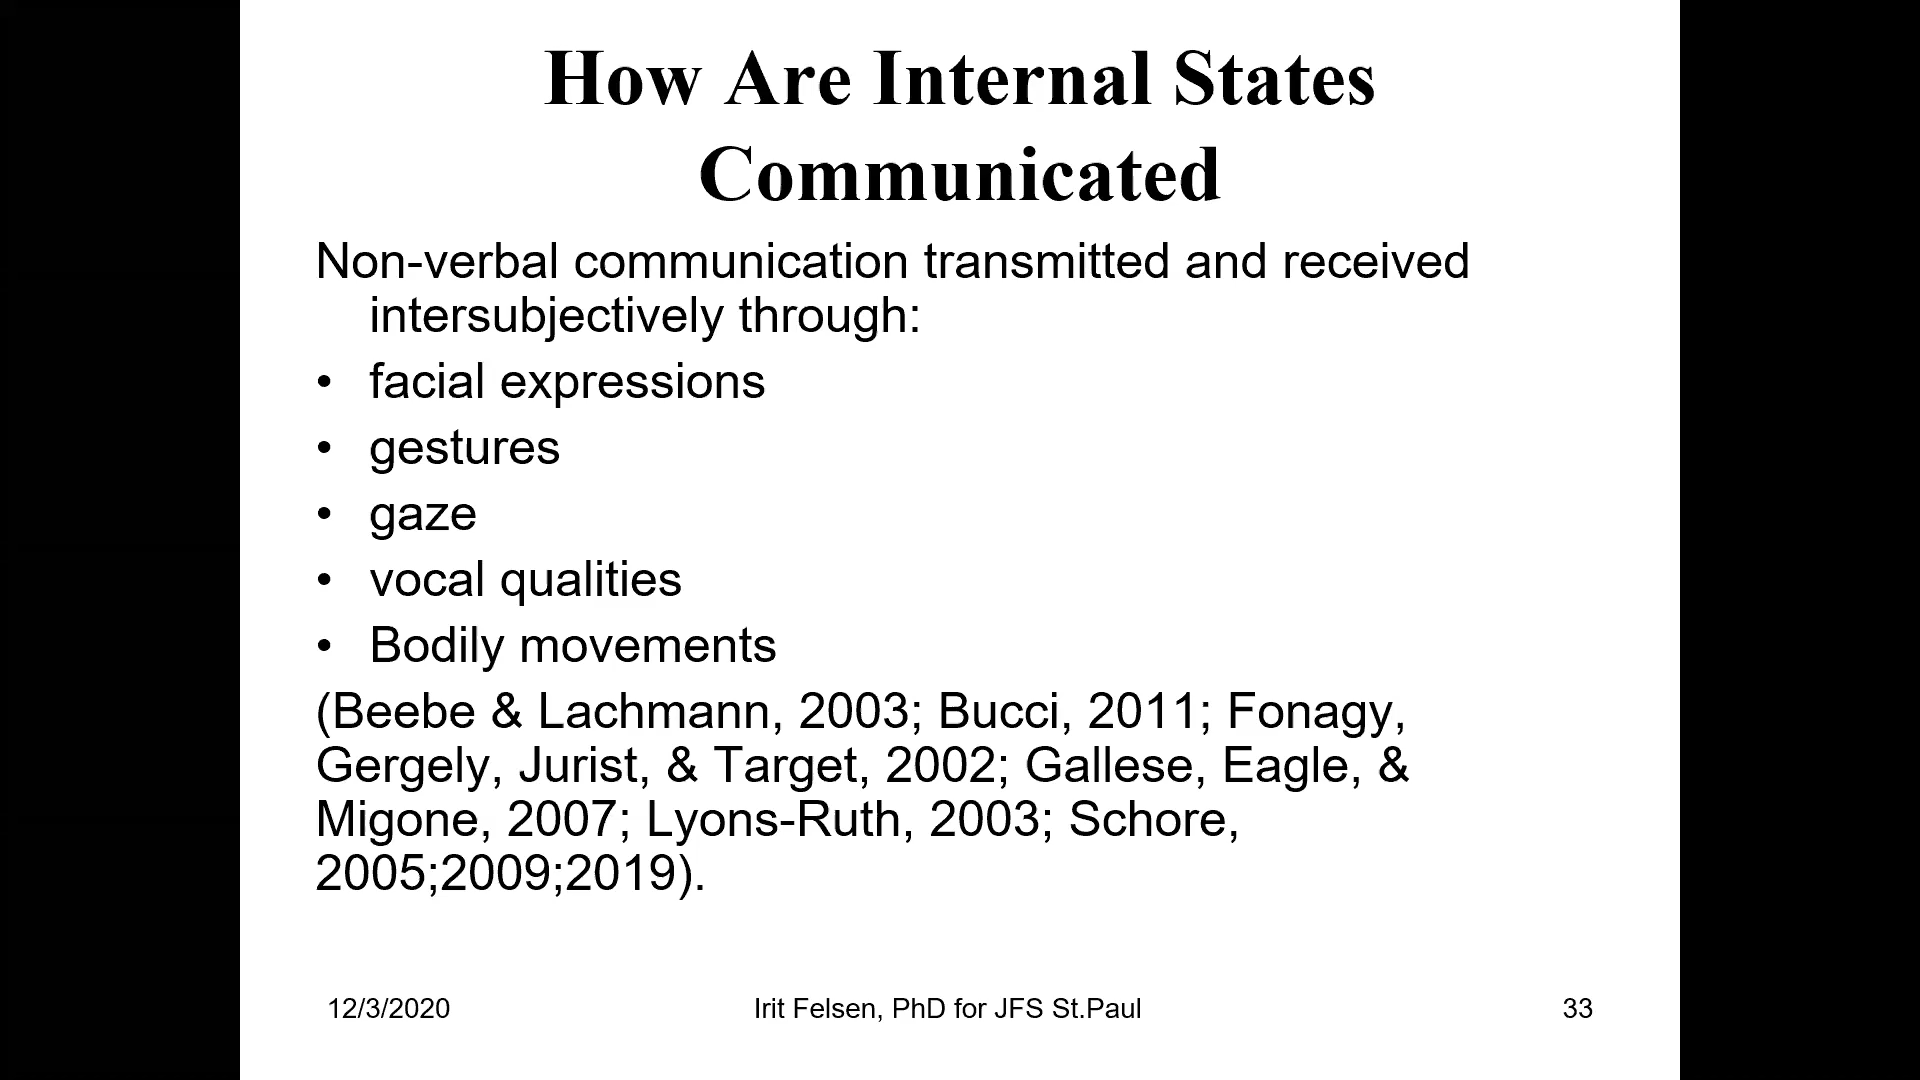 How Are Internal States
Communicated
Non-verbal communication transmitted and received
intersubjectively through:
• facial expressions
• gestures
• gaze
• vocal qualities
• Bodily movements
(Beebe & Lachmann, 2003; Bucci, 2011; Fonagy,
Gergely, Jurist, & Target, 2002; Gallese, Eagle, &
Migone, 2007; Lyons-Ruth, 2003; Schore,
2005;2009;2019).
12/3/2020 Irit Felsen, PhD for JFS St.Paul 33